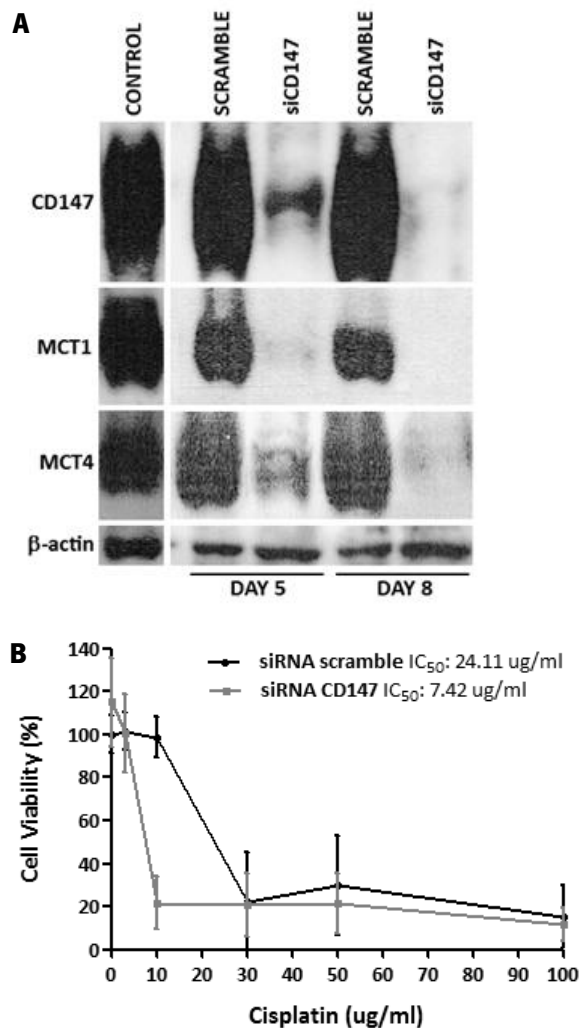 A
CONTROL
SCRAMBLE
siCD147
SCRAMBLE
siCD147
CD147
MCT1
MCT4
β-actin
DAY 5
DAY 8
B
siRNA scramble IC50: 24.11 ug/ml
siRNA CD147 IC50: 7.42 ug/ml
Cell Viability (%)
140
120
100
80
60
40
20
0
0 10 20 30 40 50 60 70 80 90 100
Cisplatin (ug/ml)